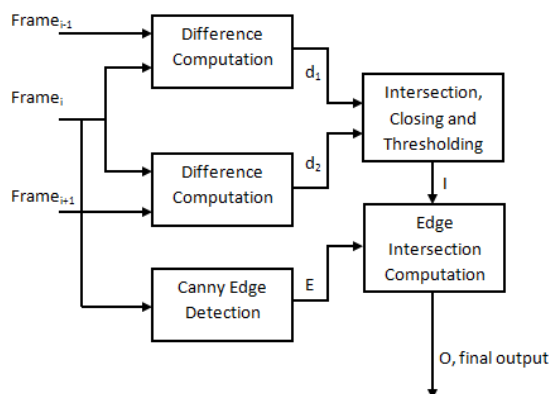 Frame_{i-1}
Difference
Computation
d_1
Frame_i
Intersection,
Closing and
Thresholding
Difference
Computation
d_2
Frame_{i+1}
I
Edge
Intersection
Computation
Canny Edge
Detection
E
O, final output